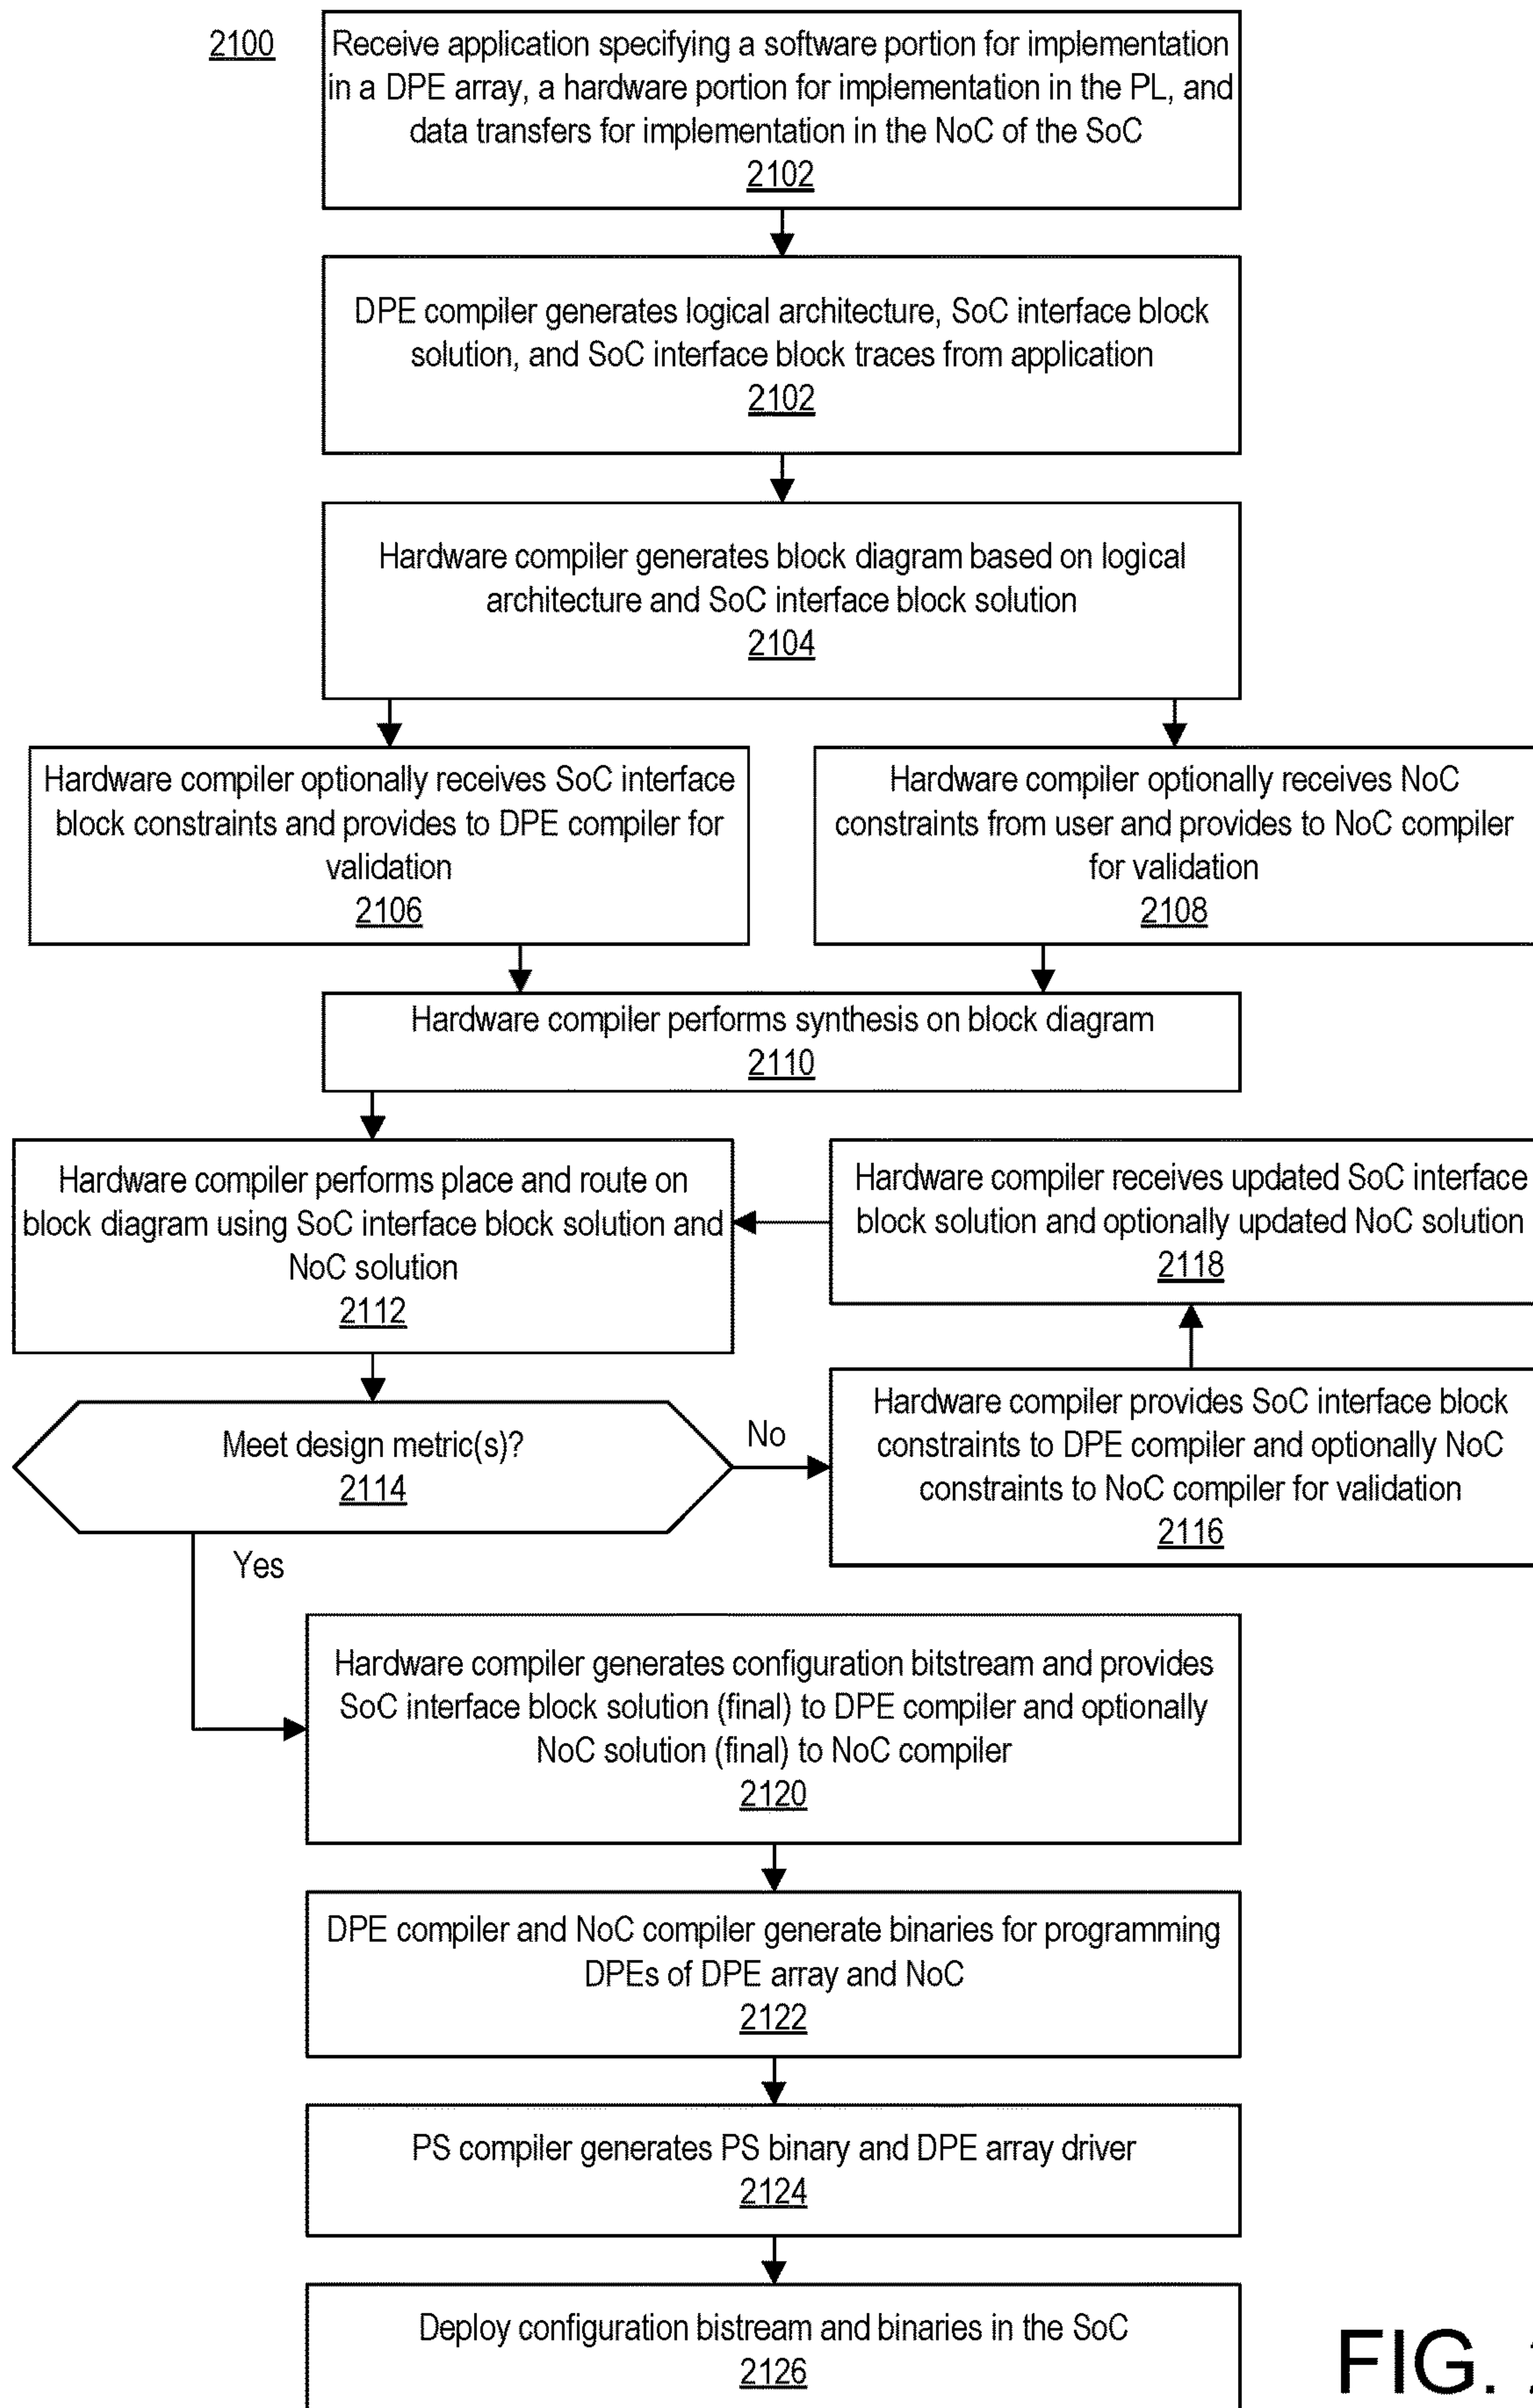 2100
Receive application specifying a software portion for implementation
in a DPE array, a hardware portion for implementation in the PL, and
data transfers for implementation in the NoC of the SoC
2102
DPE compiler generates logical architecture, SoC interface block
solution, and SoC interface block traces from application
2102
Hardware compiler generates block diagram based on logical
architecture and SoC interface block solution
2104
Hardware compiler optionally receives SoC interface
block constraints and provides to DPE compiler for
validation
2106
Hardware compiler optionally receives NoC
constraints from user and provides to NoC compiler
for validation
2108
Hardware compiler performs synthesis on block diagram
2110
Hardware compiler performs place and route on
block diagram using SoC interface block solution and
NoC solution
2112
Hardware compiler receives updated SoC interface
block solution and optionally updated NoC solution
2118
Meet design metric(s)?
2114
No
Hardware compiler provides SoC interface block
constraints to DPE compiler and optionally NoC
constraints to NoC compiler for validation
2116
Yes
Hardware compiler generates configuration bitstream and provides
SoC interface block solution (final) to DPE compiler and optionally
NoC solution (final) to NoC compiler
2120
DPE compiler and NoC compiler generate binaries for programming
DPEs of DPE array and NoC
2122
PS compiler generates PS binary and DPE array driver
2124
Deploy configuration bistream and binaries in the SoC
2126
FIG.